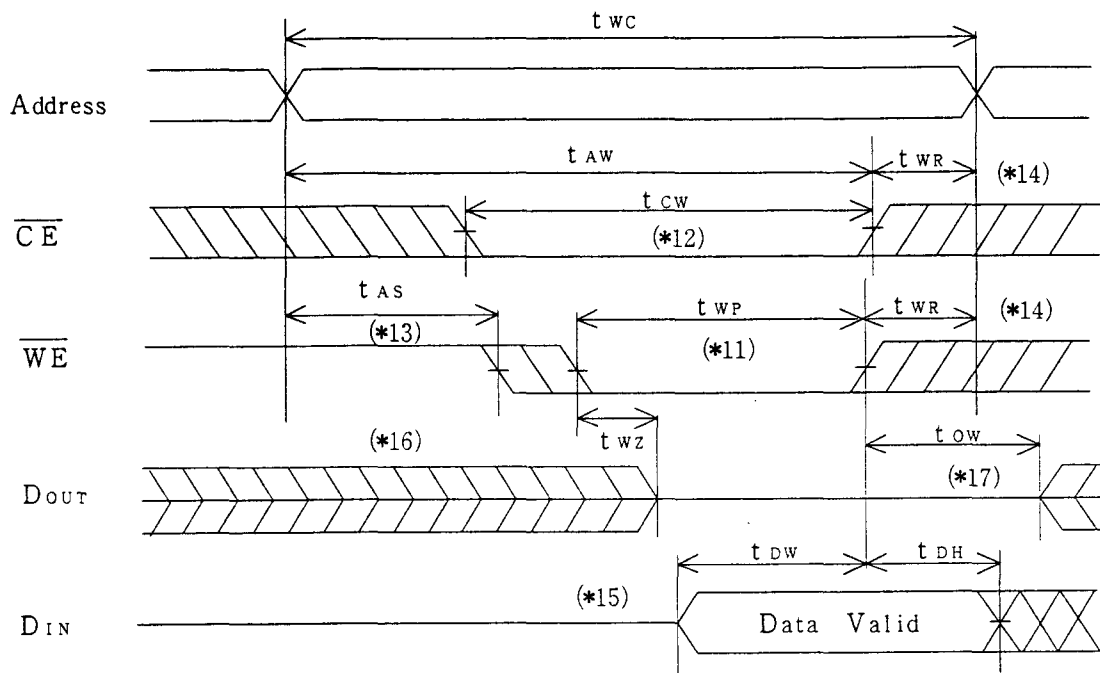 t WC
Address
t AW
t WR
(*14)
CE
t CW
(*12)
t AS
(*13)
t WP
(*11)
t WR
(*14)
WE
t WZ
t OW
(*16)
(*17)
DOUT
t DW
t DH
(*15)
DIN
Data Valid